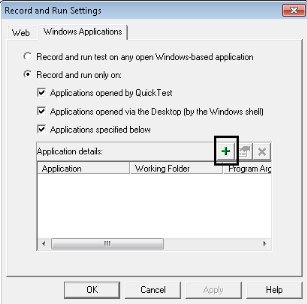 Record and Run Settings
Web
Windows Applications
Record and run test on any open Windows-based application
Record and run only on:
Applications opened by QuickTest
Applications opened via the Desktop (by the Windows shell)
Applications specified below
Application details:
Application Working Folder Program Arg
OK Cancel Apply Help